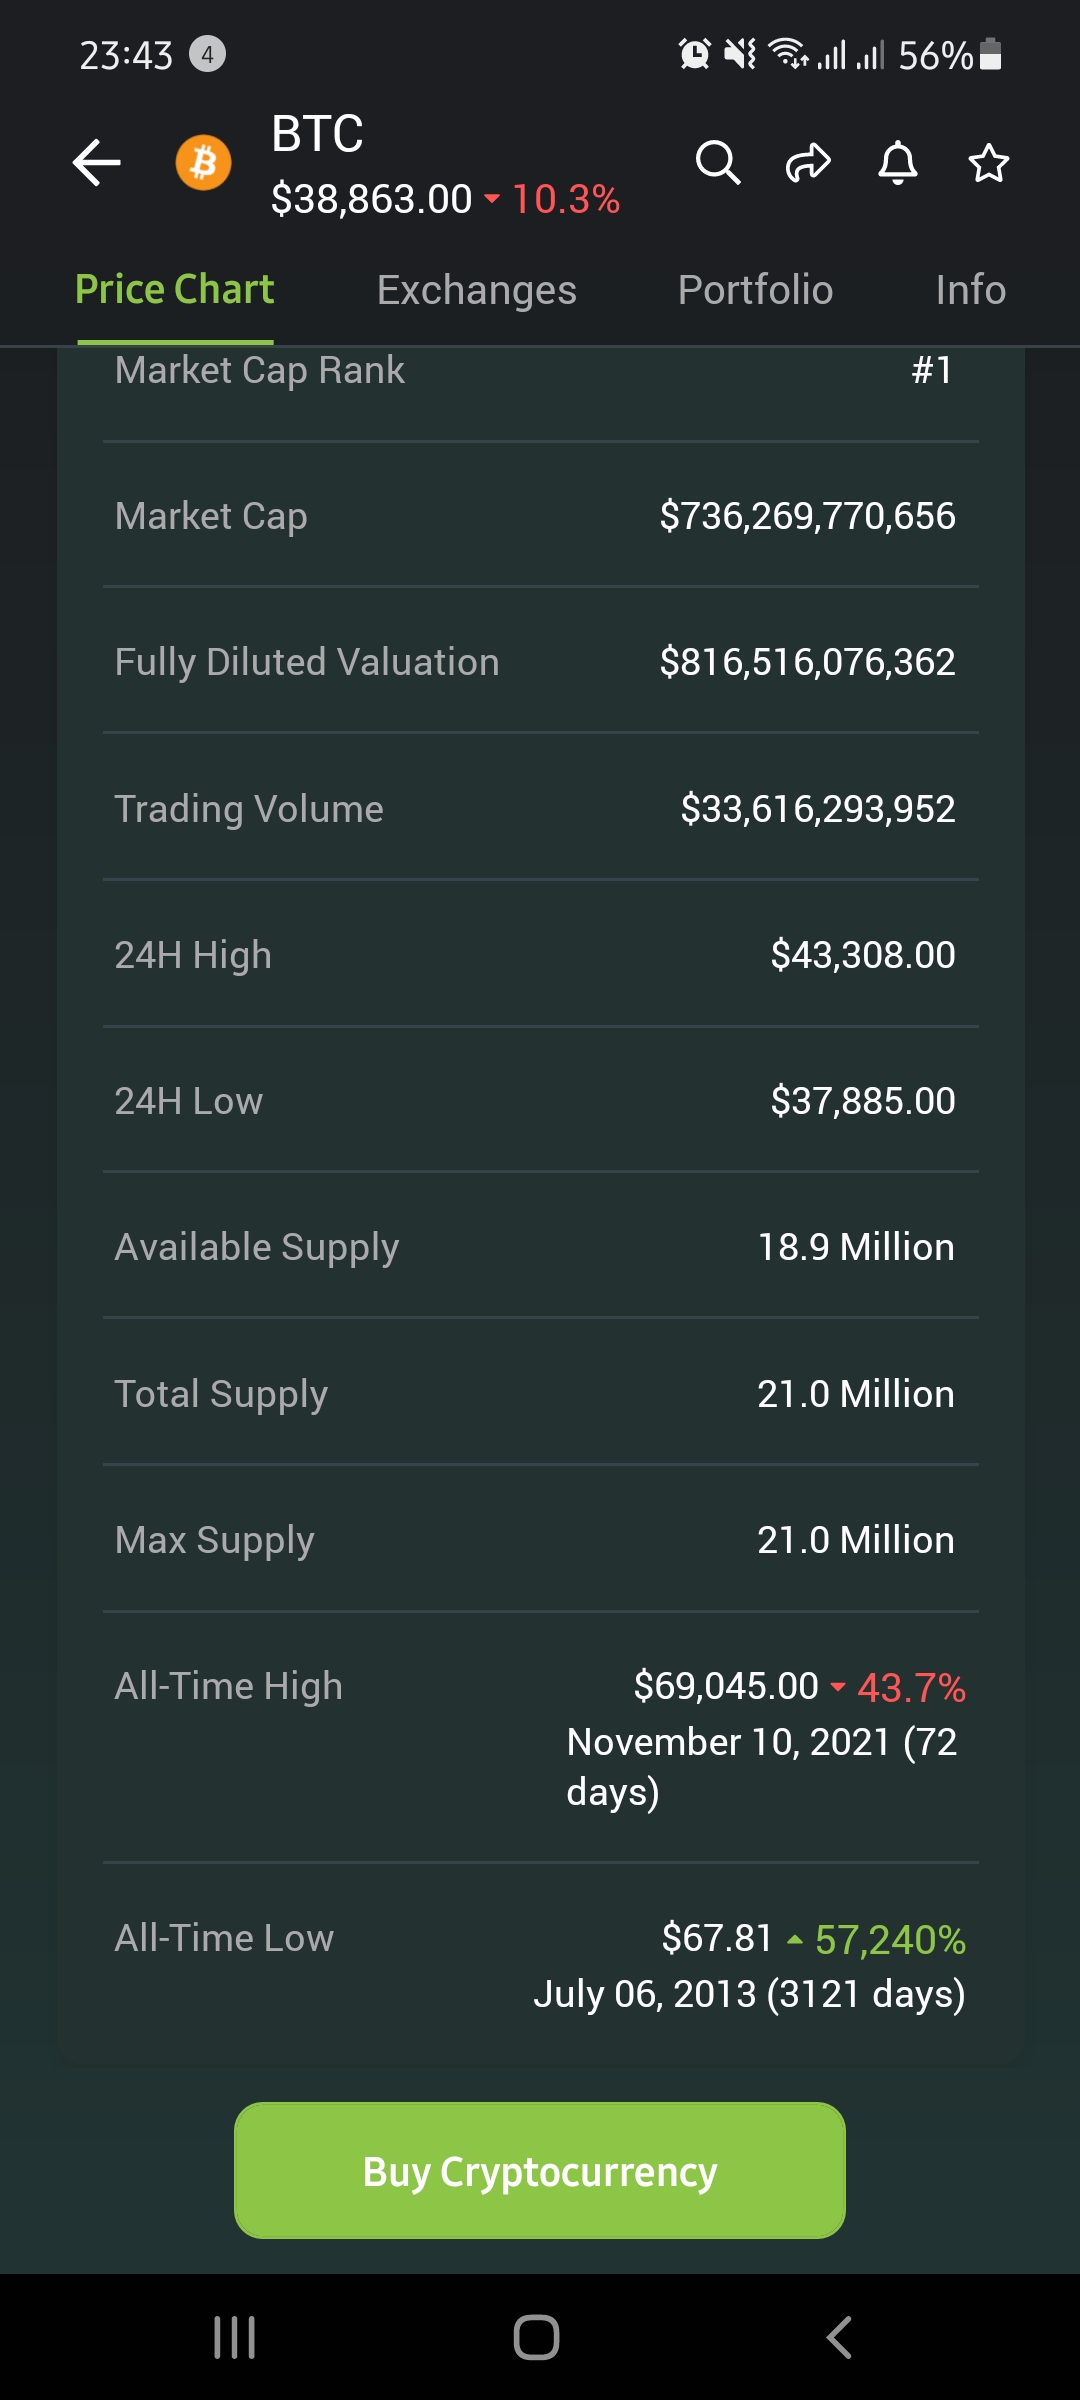 23:43 4 56%
BTC
$38,863.00 10.3%
Price Chart Exchanges Portfolio Info
Market Cap Rank #1
Market Cap $736,269,770,656
Fully Diluted Valuation $816,516,076,362
Trading Volume $33,616,293,952
24H High $43,308.00
24H Low $37,885.00
Available Supply 18.9 Million
Total Supply 21.0 Million
Max Supply 21.0 Million
All-Time High $69,045.00 43.7%
November 10, 2021 (72
days)
All-Time Low $67.81 57,240%
July 06, 2013 (3121 days)
Buy Cryptocurrency